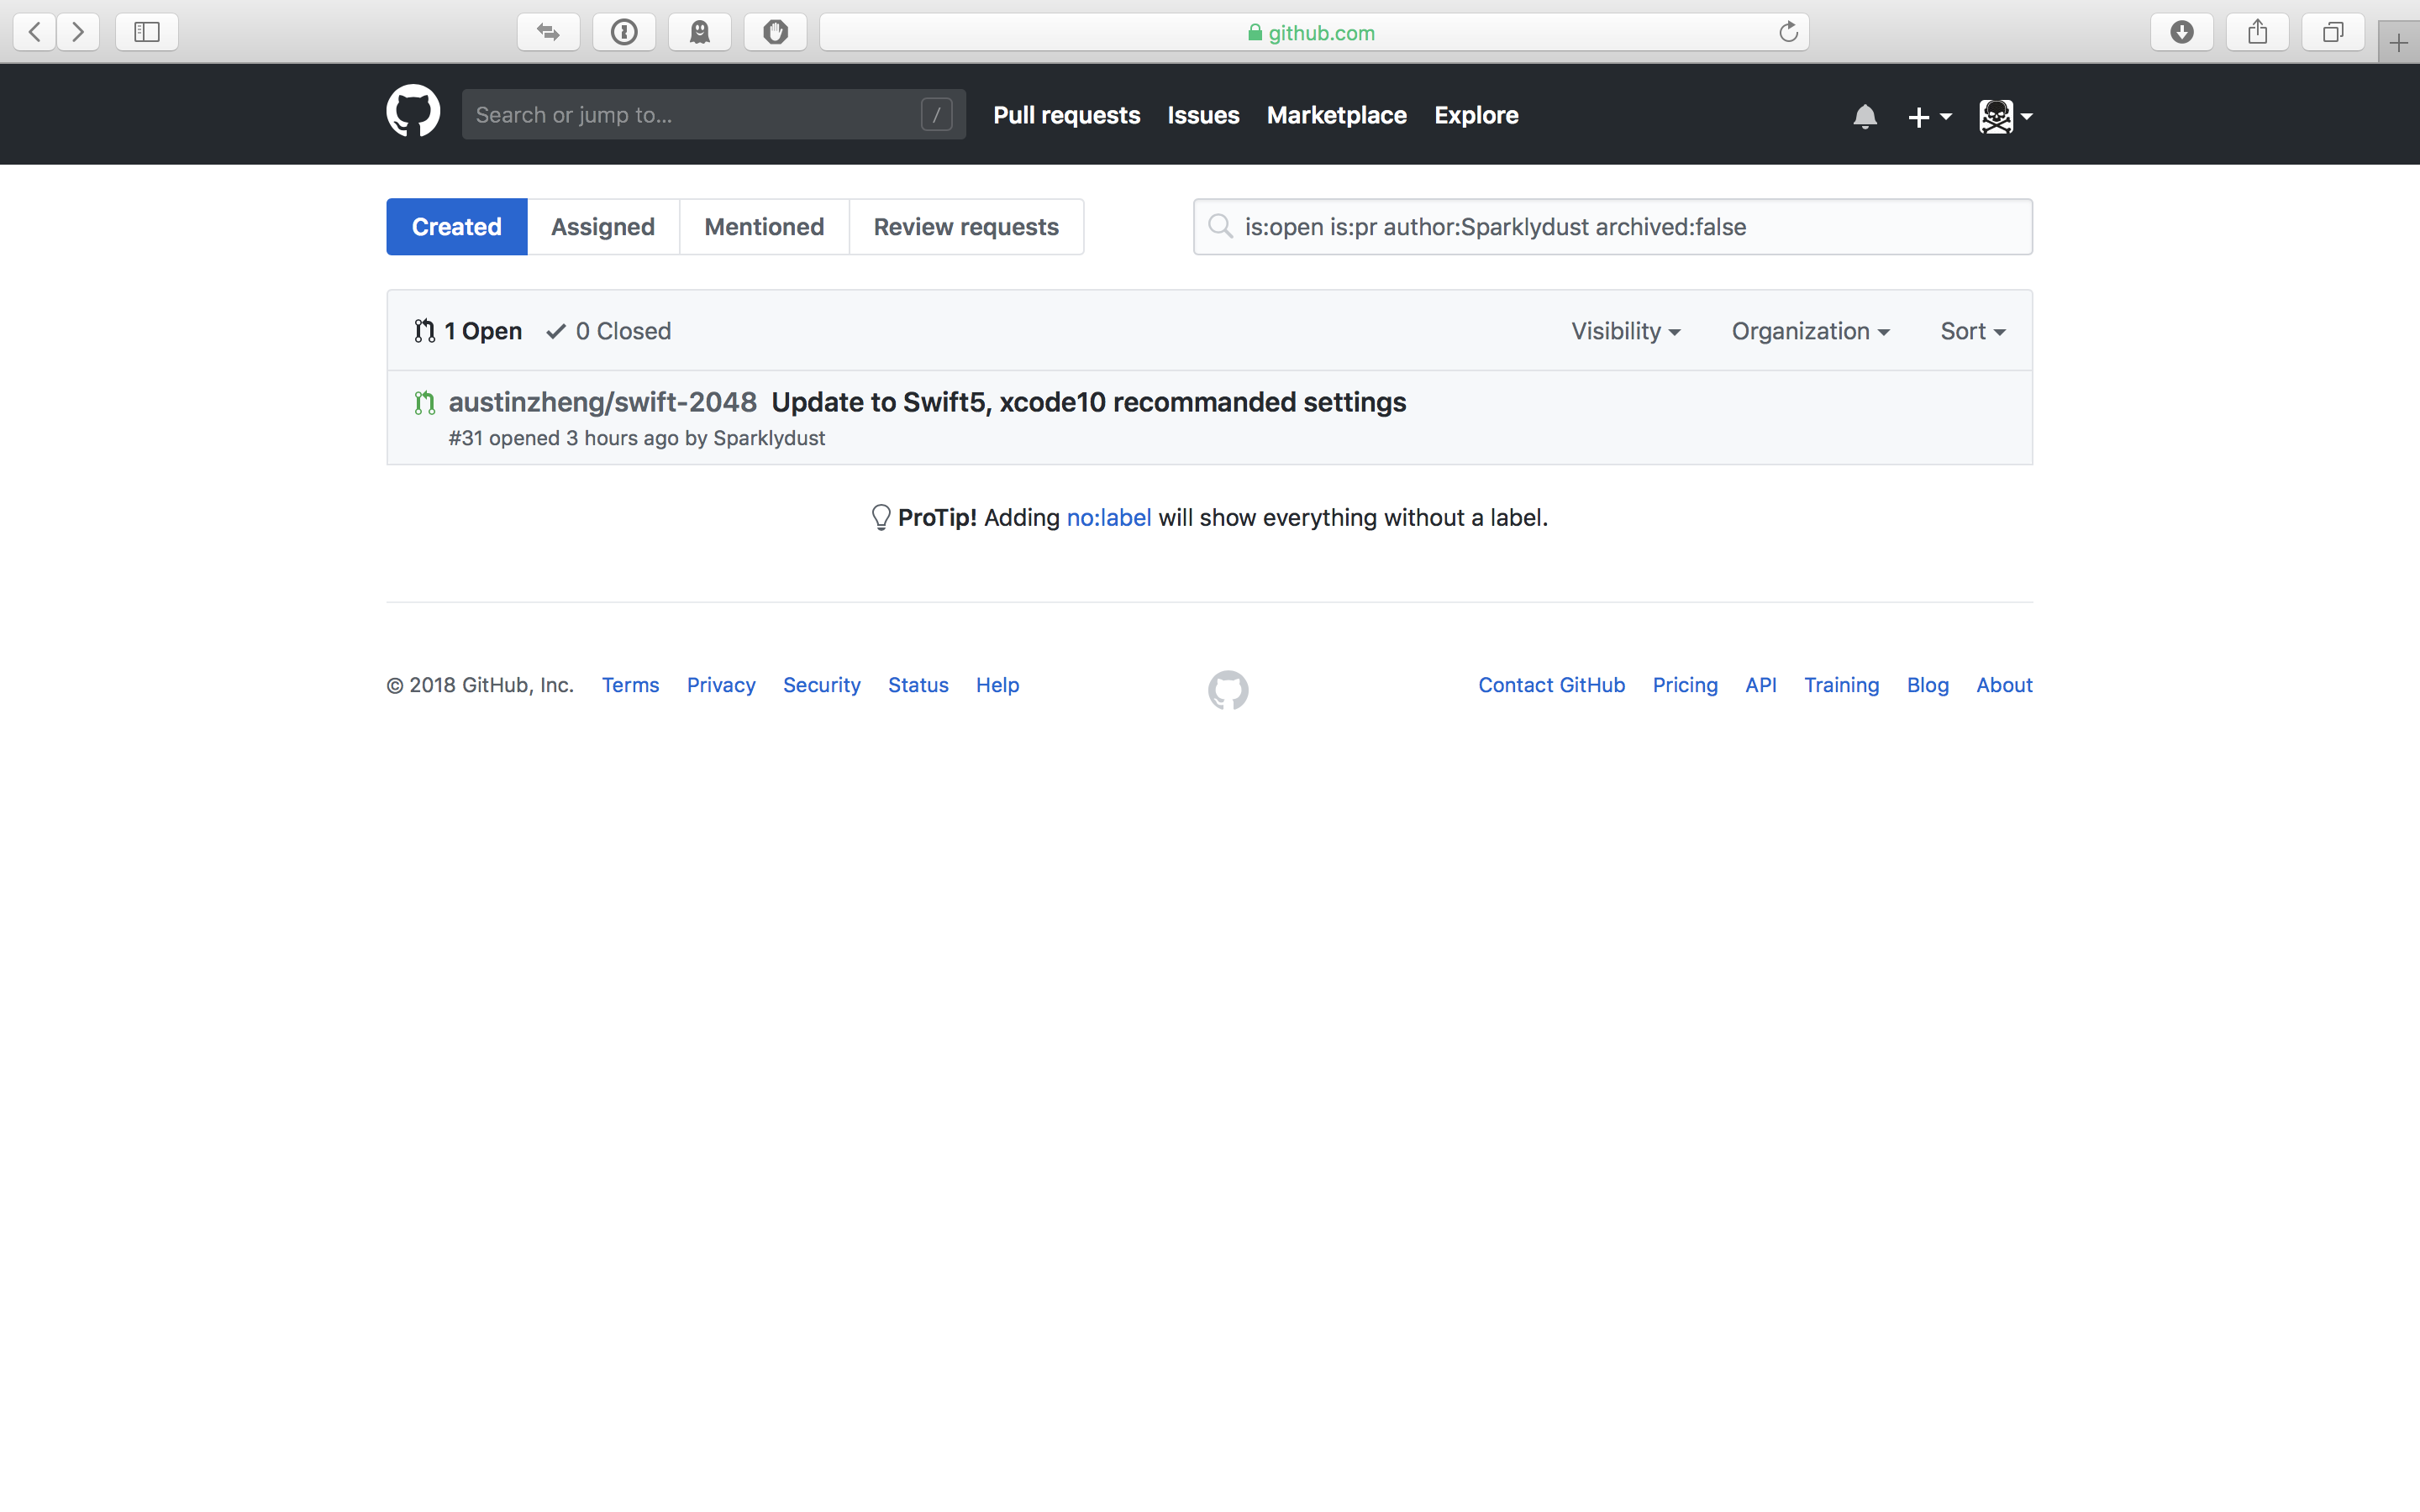 github.com
Search or jump to... /
Pull requests Issues Marketplace Explore
Created Assigned Mentioned Review requests
is:open is:pr author:Sparklydust archived:false
1 Open 0 Closed
Visibility Organization Sort
austinzheng/swift-2048 Update to Swift5, xcode10 recommanded settings
#31 opened 3 hours ago by Sparklydust
ProTip! Adding no:label will show everything without a label.
© 2018 GitHub, Inc. Terms Privacy Security Status Help
Contact GitHub Pricing API Training Blog About